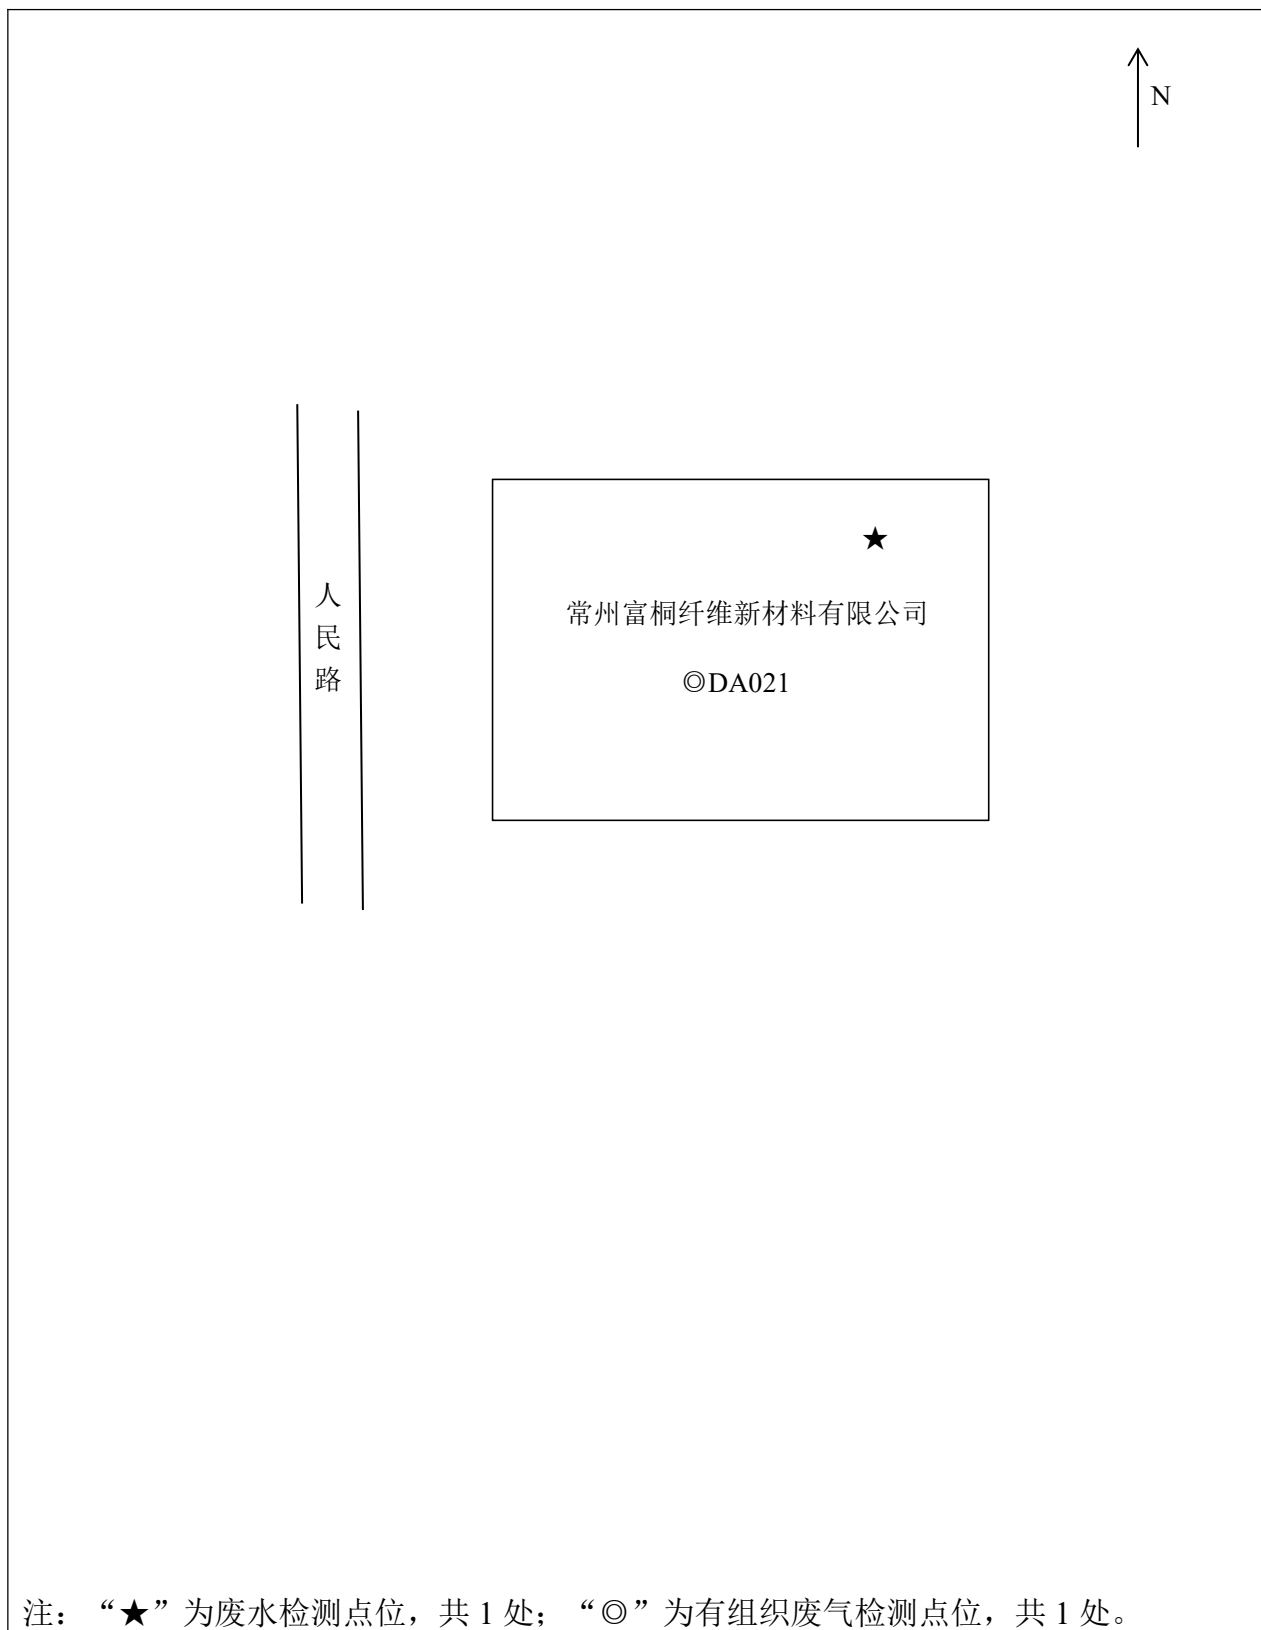 N
★
常州富桐纤维新材料有限公司
◎DA021
人
民
路
注：“★”为废水检测点位，共 1 处；“◎”为有组织废气检测点位，共 1 处。